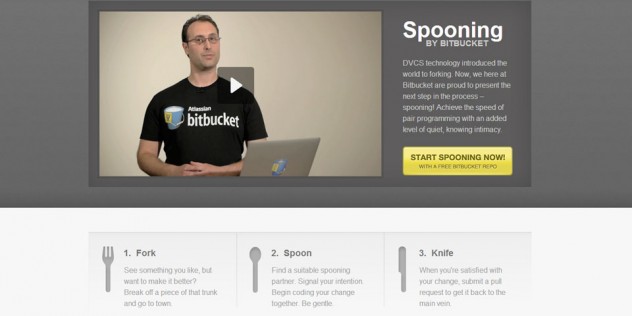 Spooning
BY BITBUCKET
DVCS technology introduced the
world to forking. Now, we here at
Bitbucket are proud to present the
next step in the process –
spooning! Achieve the speed of
pair programming with an added
level of quiet, knowing intimacy.
START SPOONING NOW!
WITH A FREE BITBUCKET REPO
Atlassian
bitbucket
1. Fork
See something you like, but
want to make it better?
Break off a piece of that trunk
and go to town.
2. Spoon
Find a suitable spooning
partner. Signal your intention.
Begin coding your change
together. Be gentle.
3. Knife
When you're satisfied with
your change, submit a pull
request to get it back to the
main vein.